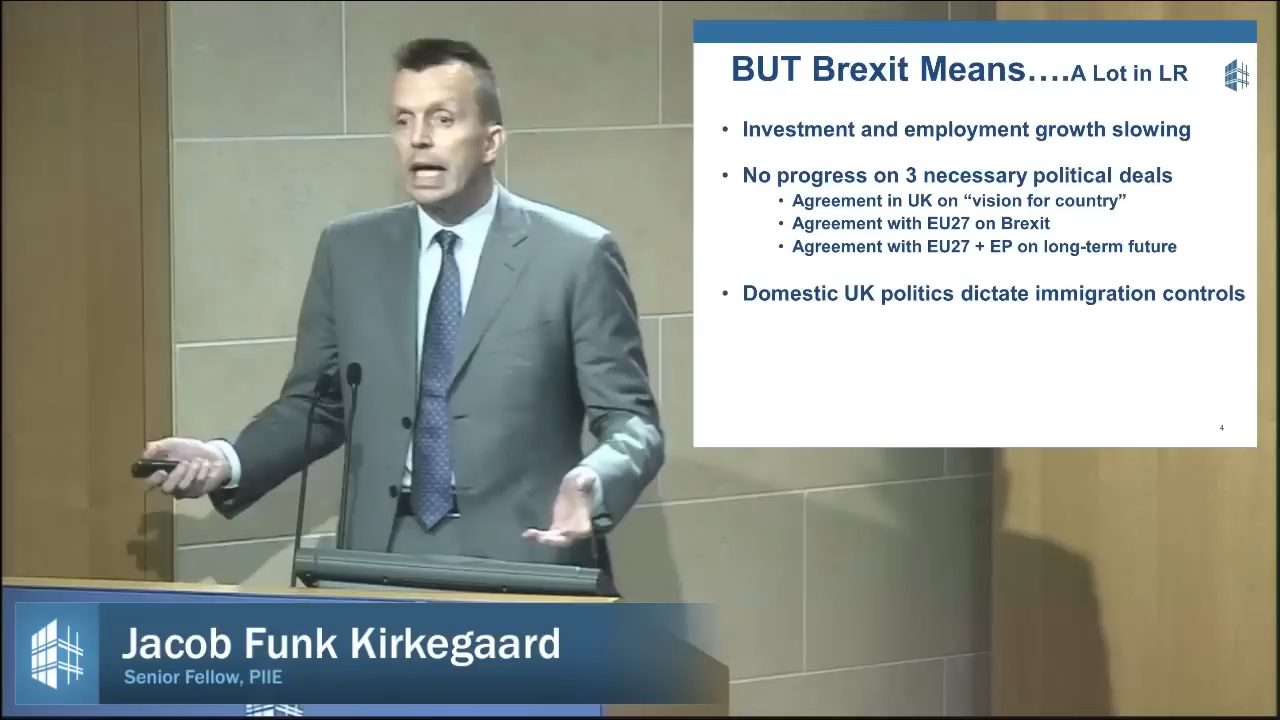 BUT Brexit Means....A Lot in LR
• Investment and employment growth slowing
• No progress on 3 necessary political deals
• Agreement in UK on “vision for country”
• Agreement with EU27 on Brexit
• Agreement with EU27 + EP on long-term future
• Domestic UK politics dictate immigration controls
4
Jacob Funk Kirkegaard
Senior Fellow, PIIE